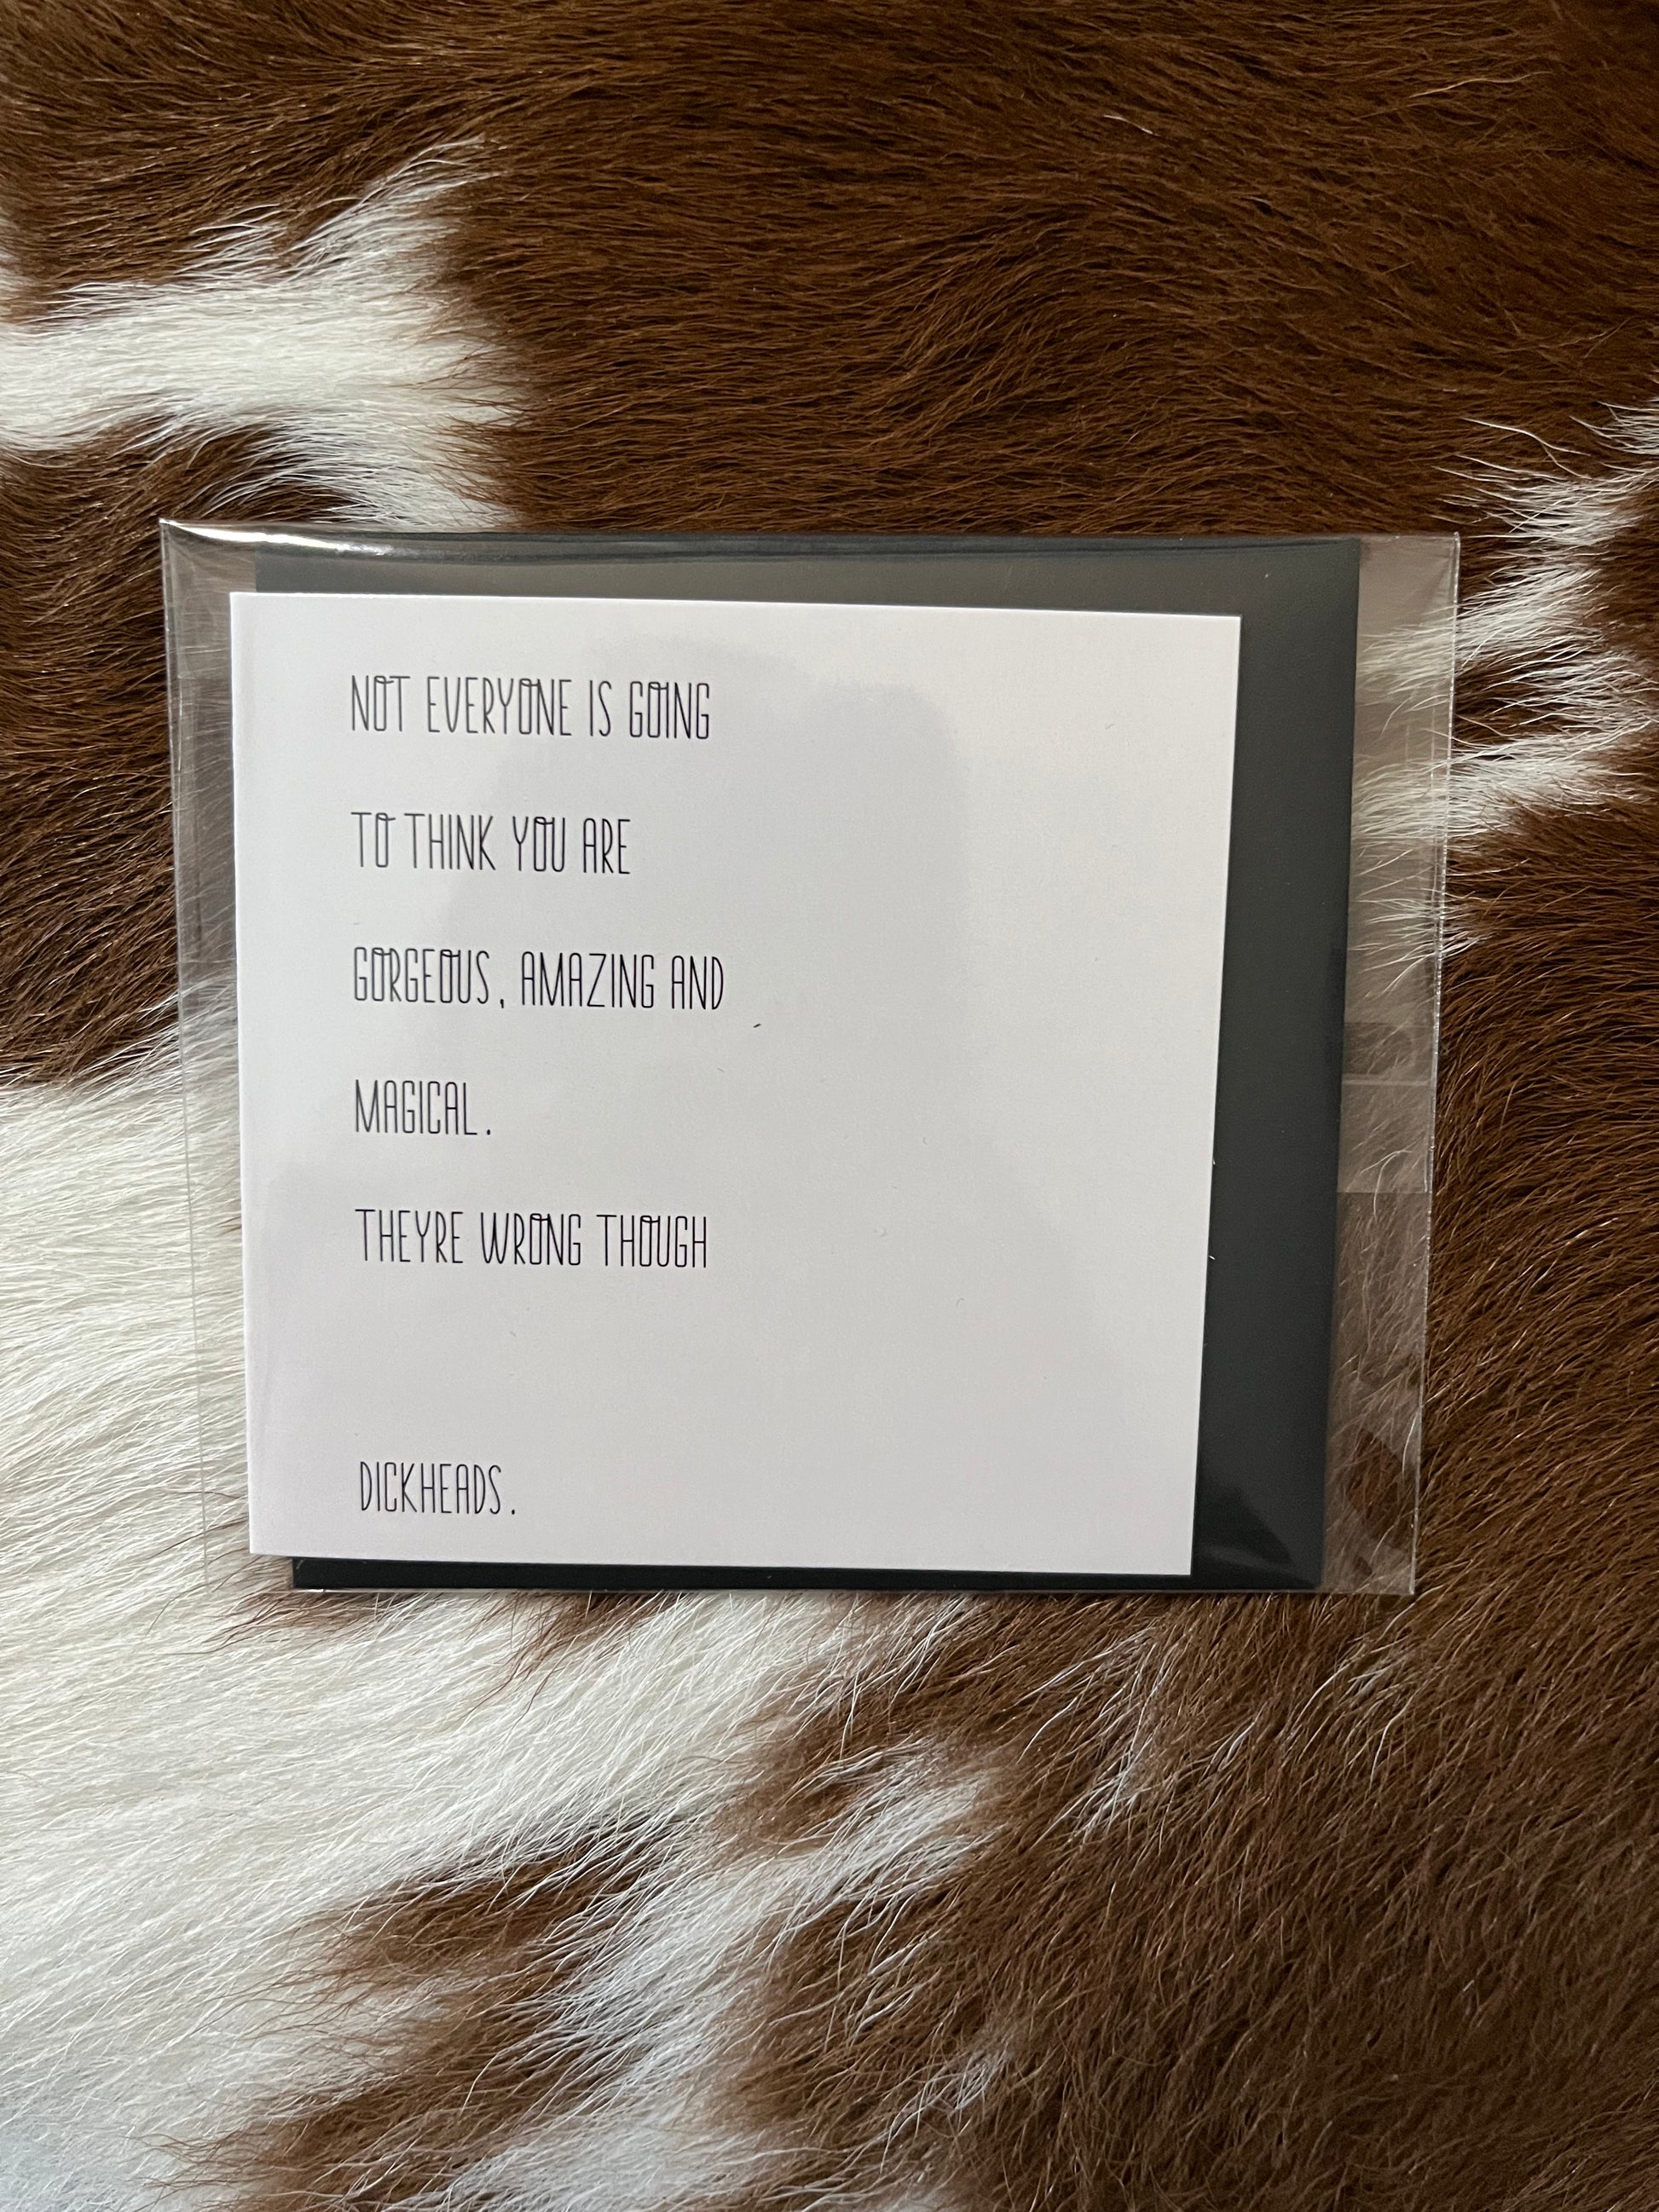 NOT EVERYONE IS GOING
TO THINK YOU ARE
GORGEOUS, AMAZING AND
MAGICAL.
THEYRE WRONG THOUGH
DICKHEADS.